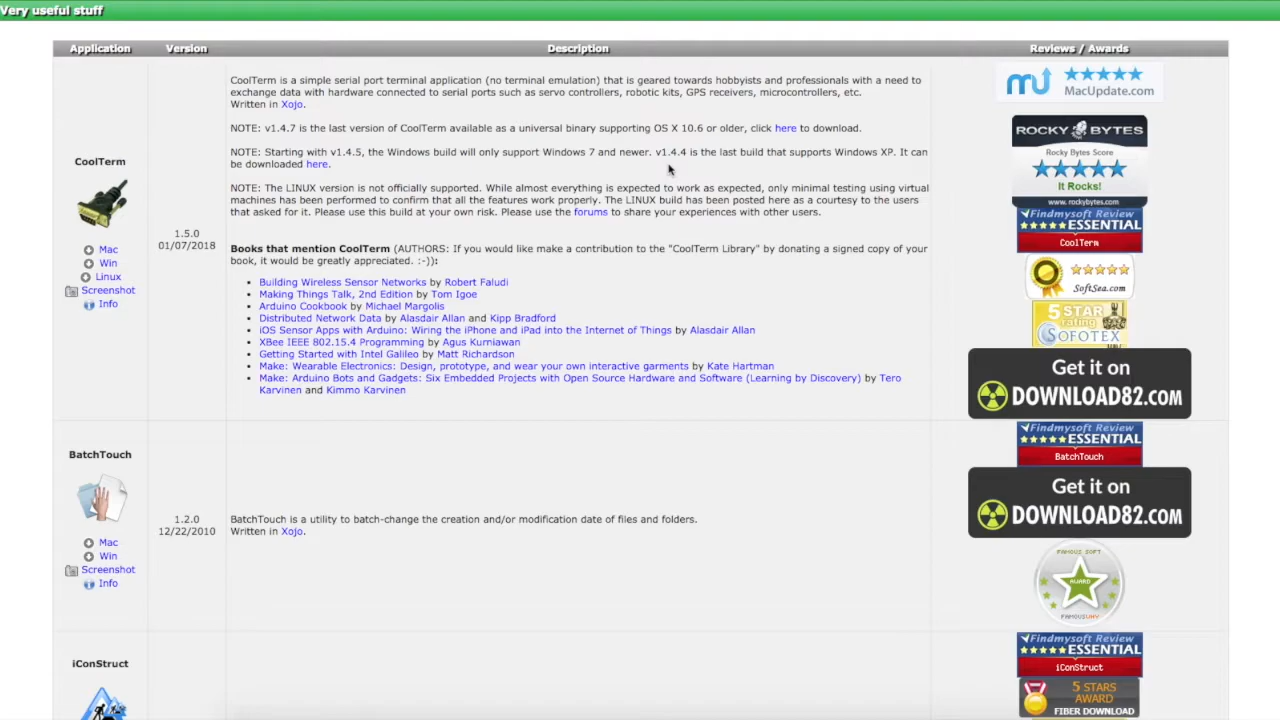 Very useful stuff
Application Version Description Reviews / Awards
CoolTerm
Mac
Win
Linux
Screenshot
Info
1.5.0
01/07/2018
CoolTerm is a simple serial port terminal application (no terminal emulation) that is geared towards hobbyists and professionals with a need to
exchange data with hardware connected to serial ports such as servo controllers, robotic kits, GPS receivers, microcontrollers, etc.
Written in Xojo.
NOTE: v1.4.7 is the last version of CoolTerm available as a universal binary supporting OS X 10.6 or older, click here to download.
NOTE: Starting with v1.4.5, the Windows build will only support Windows 7 and newer. v1.4.4 is the last build that supports Windows XP. It can
be downloaded here.
NOTE: The LINUX version is not officially supported. While almost everything is expected to work as expected, only minimal testing using virtual
machines has been performed to confirm that all the features work properly. The LINUX build has been posted here as a courtesy to the users
that asked for it. Please use this build at your own risk. Please use the forums to share your experiences with other users.
Books that mention CoolTerm (AUTHORS: If you would like make a contribution to the "CoolTerm Library" by donating a signed copy of your
book, it would be greatly appreciated. :-)):
Building Wireless Sensor Networks by Robert Faludi
Making Things Talk, 2nd Edition by Tom Igoe
Arduino Cookbook by Michael Margolis
Distributed Network Data by Alasdair Allan and Kipp Bradford
iOS Sensor Apps with Arduino: Wiring the iPhone and iPad into the Internet of Things by Alasdair Allan
XBee IEEE 802.15.4 Programming by Agus Kurniawan
Getting Started with Intel Galileo by Matt Richardson
Make: Wearable Electronics: Design, prototype, and wear your own interactive garments by Kate Hartman
Make: Arduino Bots and Gadgets: Six Embedded Projects with Open Source Hardware and Software (Learning by Discovery) by Tero
Karvinen and Kimmo Karvinen
mu MacUpdate.com
ROCKY BYTES
Rocky Bytes Score
It Rocks!
www.rockybytes.com
Findmysoft Review
ESSENTIAL
CoolTerm
SoftSea.com
5 STAR
rating
SOFOTEX
Get it on
DOWNLOAD82.COM
BatchTouch
Mac
Win
Screenshot
Info
1.2.0
12/22/2010
BatchTouch is a utility to batch-change the creation and/or modification date of files and folders.
Written in Xojo.
Findmysoft Review
ESSENTIAL
BatchTouch
Get it on
DOWNLOAD82.COM
FAMOUS SOFT
AWARD
FAMOUSWHY
iConStruct
Findmysoft Review
ESSENTIAL
iConStruct
5 STARS
AWARD
FIBER DOWNLOAD